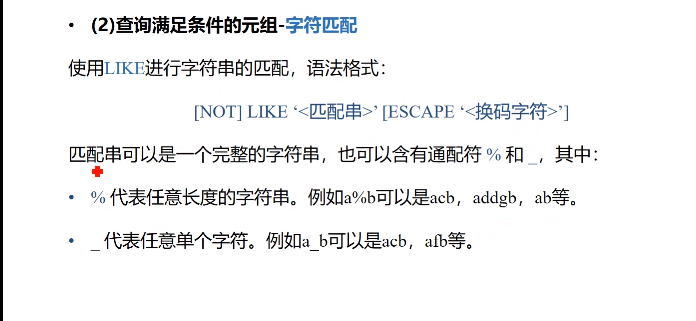 • (2)查询满足条件的元组-字符匹配
使用LIKE进行字符串的匹配，语法格式：
[NOT] LIKE ‘<匹配串>’ [ESCAPE ‘<换码字符>’]
匹配串可以是一个完整的字符串，也可以含有通配符 % 和 _，其中：
• % 代表任意长度的字符串。例如a%b可以是acb，addgb，ab等。
• _ 代表任意单个字符。例如a_b可以是acb，afb等。